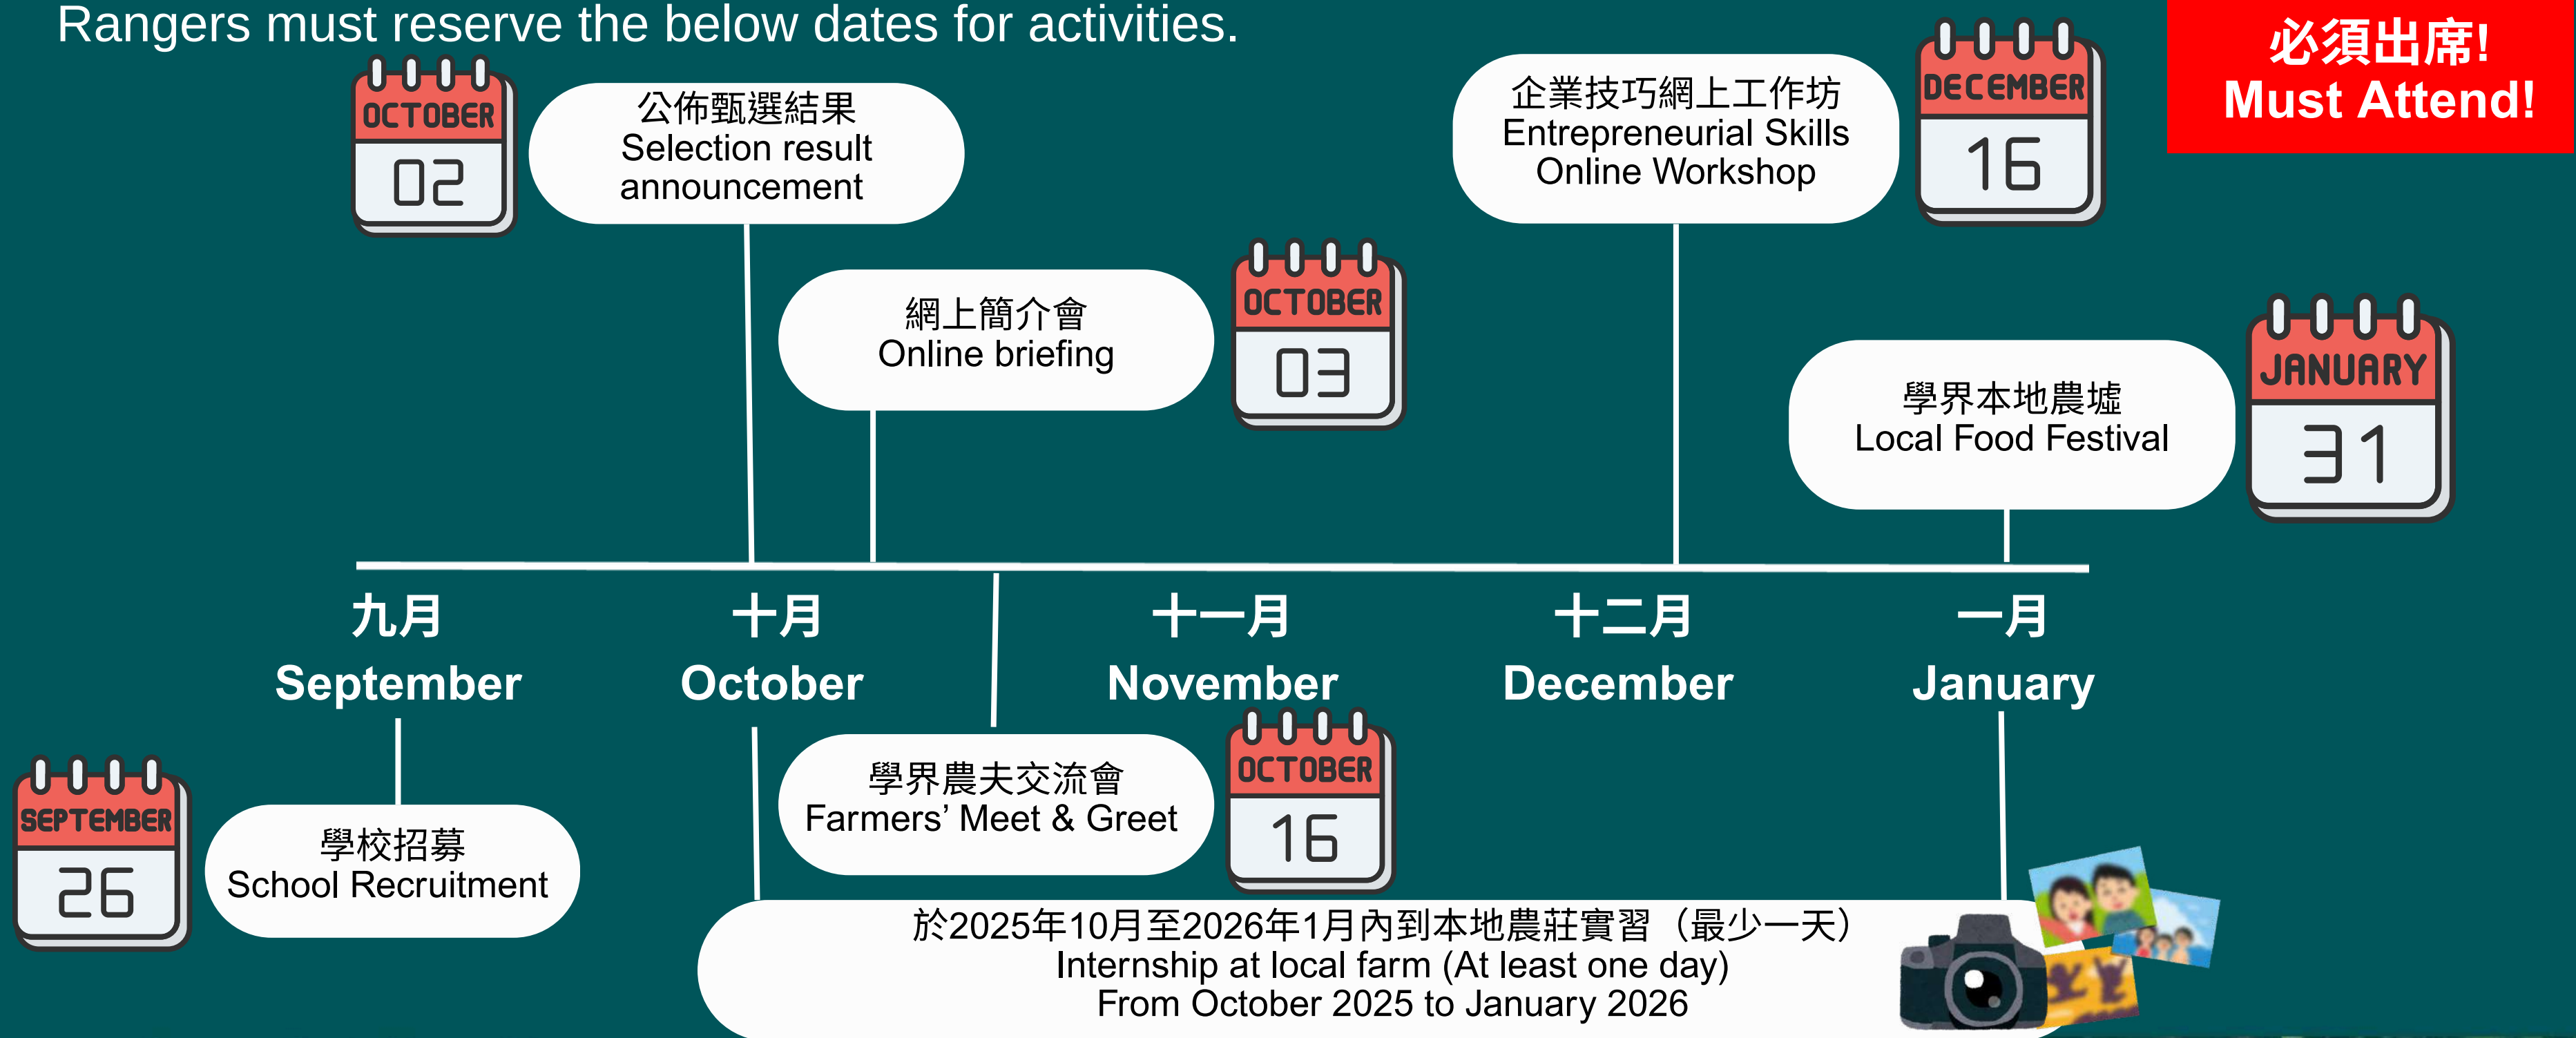 Rangers must reserve the below dates for activities.
必須出席!
Must Attend!
OCTOBER
02
公佈甄選結果
Selection result
announcement
企業技巧網上工作坊
Entrepreneurial Skills
Online Workshop
DECEMBER
16
網上簡介會
Online briefing
OCTOBER
03
學界本地農墟
Local Food Festival
JANUARY
31
九月
September
十月
October
十一月
November
十二月
December
一月
January
SEPTEMBER
26
學校招募
School Recruitment
學界農夫交流會
Farmers’ Meet & Greet
OCTOBER
16
於2025年10月至2026年1月內到本地農莊實習（最少一天）
Internship at local farm (At least one day)
From October 2025 to January 2026